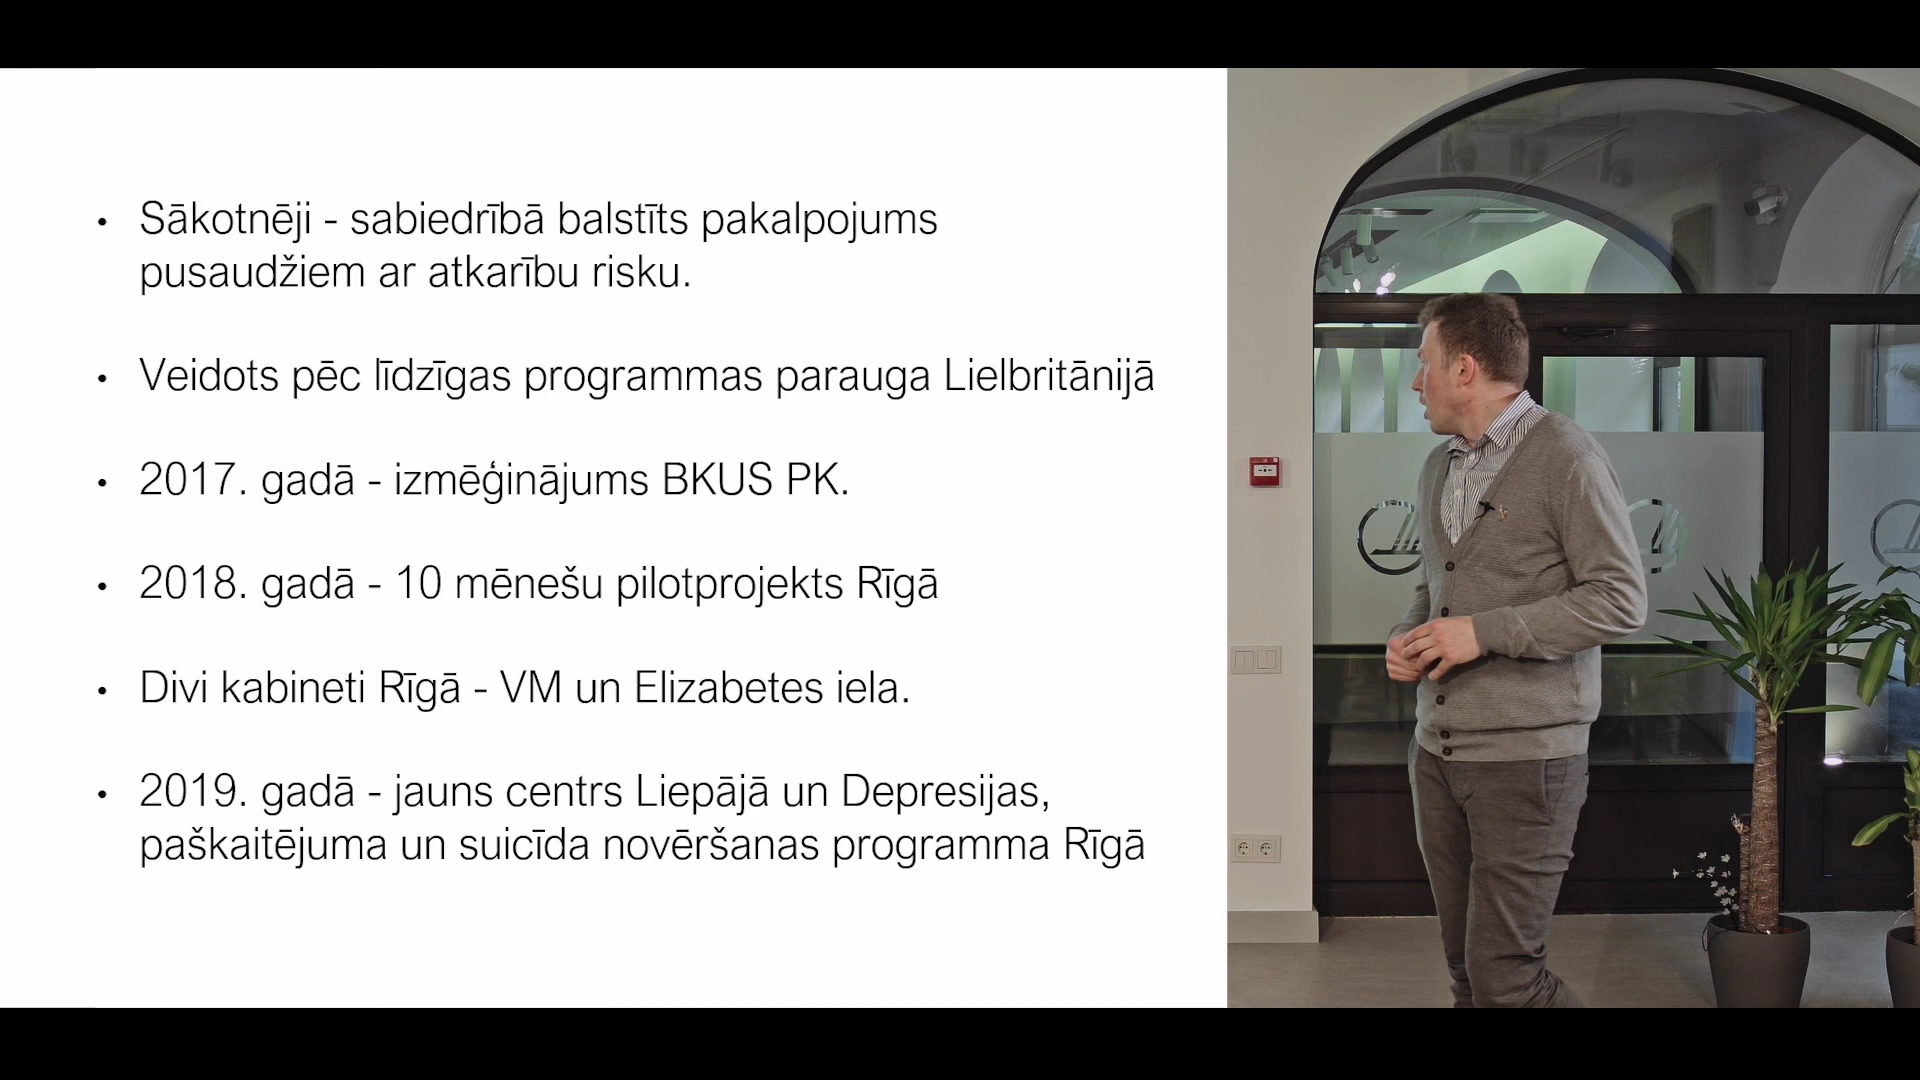 • Sākotnēji - sabiedrībā balstīts pakalpojums
pusaudžiem ar atkarību risku.
• Veidots pēc līdzīgas programmas parauga Lielbritānijā
• 2017. gadā - izmēģinājums BKUS PK.
• 2018. gadā - 10 mēnešu pilotprojekts Rīgā
• Divi kabineti Rīgā - VM un Elizabetes iela.
• 2019. gadā - jauns centrs Liepājā un Depresijas,
paškaitējuma un suicīda novēršanas programma Rīgā